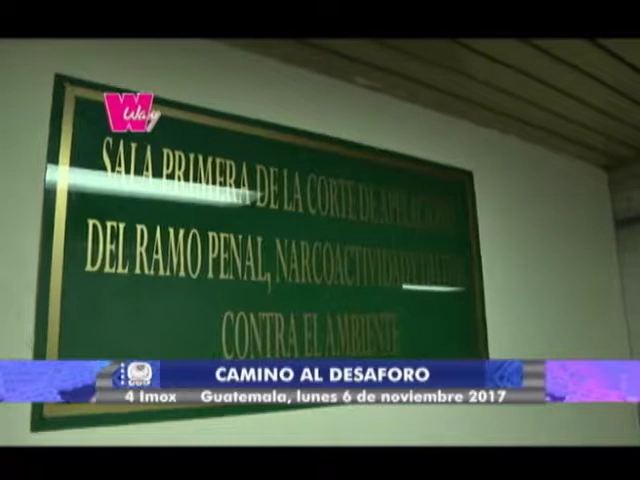 W
Way
SALA PRIMERA DE LA CORTE DE APELACIONES
DEL RAMO PENAL, NARCOACTIVIDAD Y
CONTRA EL AMBIENTE
CAMINO AL DESAFORO
4 Imox Guatemala, lunes 6 de noviembre 2017